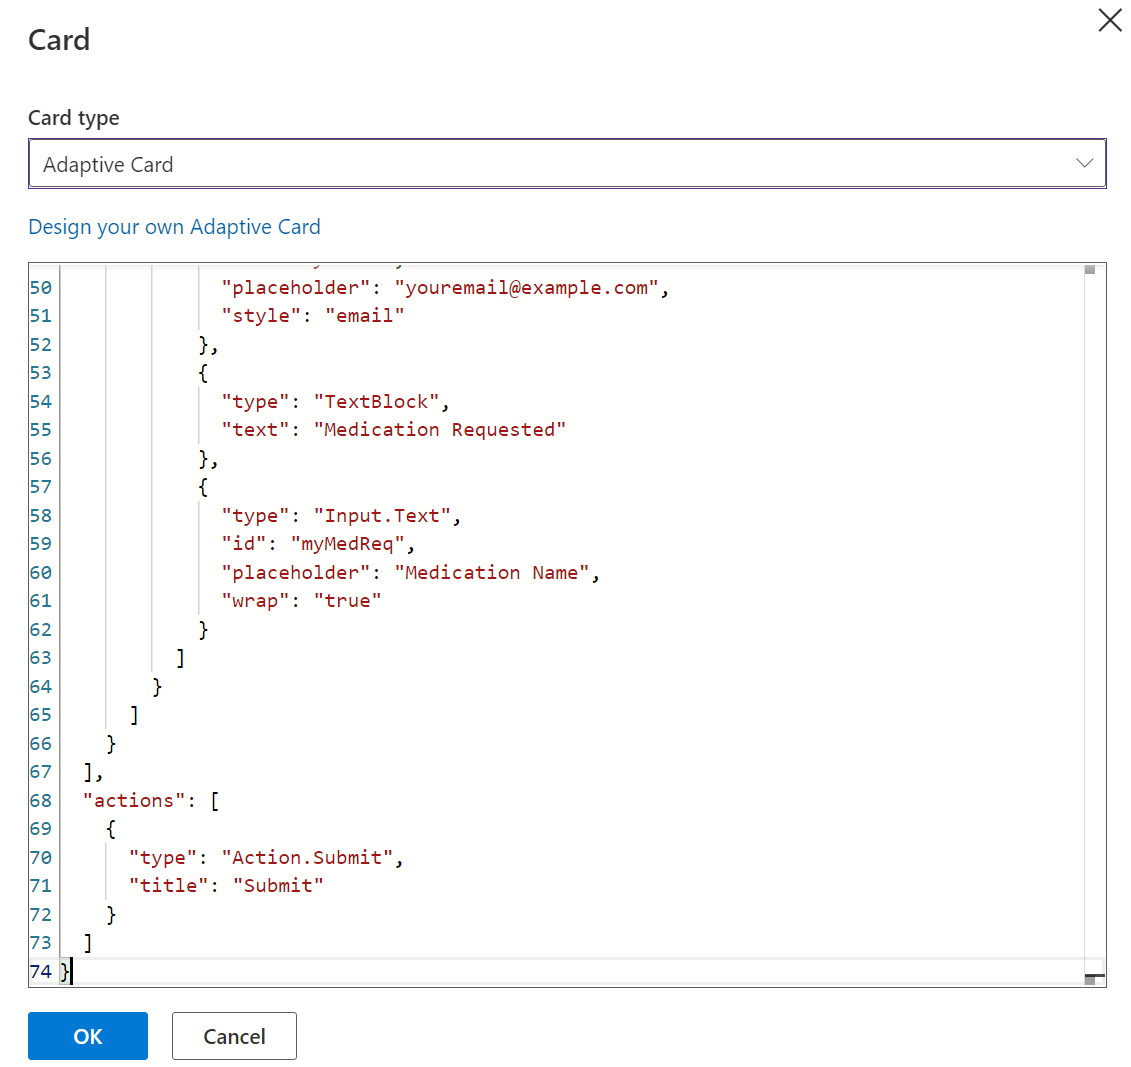 Card
Card type
Adaptive Card
Design your own Adaptive Card
50 "placeholder": "youremail@example.com",
51 "style": "email"
52 },
53 {
54 "type": "TextBlock",
55 "text": "Medication Requested"
56 },
57 {
58 "type": "Input.Text",
59 "id": "myMedReq",
60 "placeholder": "Medication Name",
61 "wrap": "true"
62 }
63 ]
64 }
65 ]
66 }
67 ],
68 "actions": [
69 {
70 "type": "Action.Submit",
71 "title": "Submit"
72 }
73 ]
74 }
OK Cancel